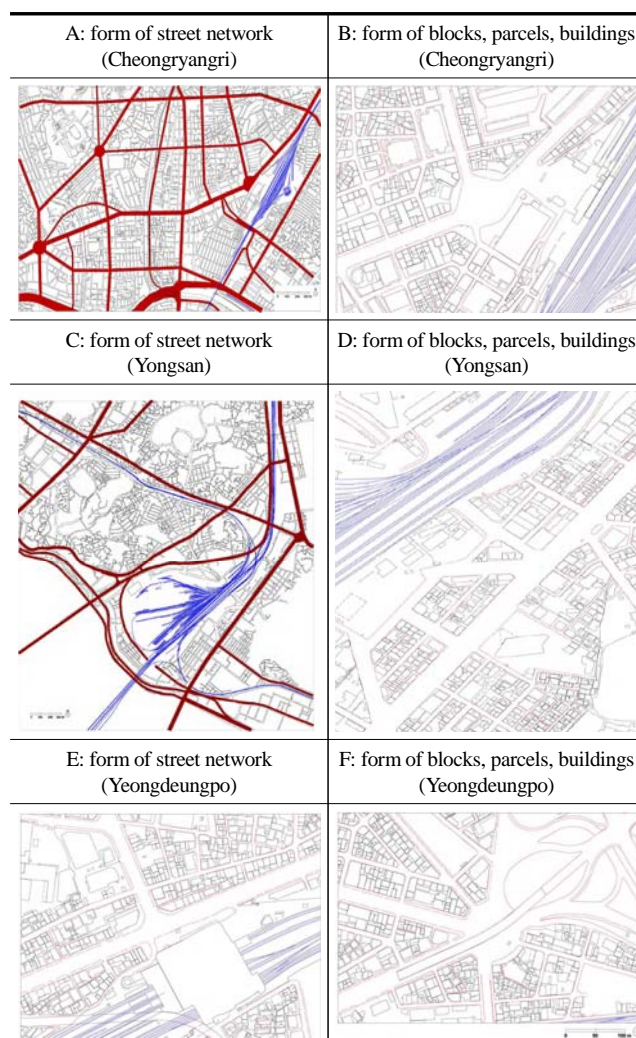 A: form of street network
(Cheongryangri)
B: form of blocks, parcels, buildings
(Cheongryangri)
C: form of street network
(Yongsan)
D: form of blocks, parcels, buildings
(Yongsan)
E: form of street network
(Yeongdeungpo)
F: form of blocks, parcels, buildings
(Yeongdeungpo)